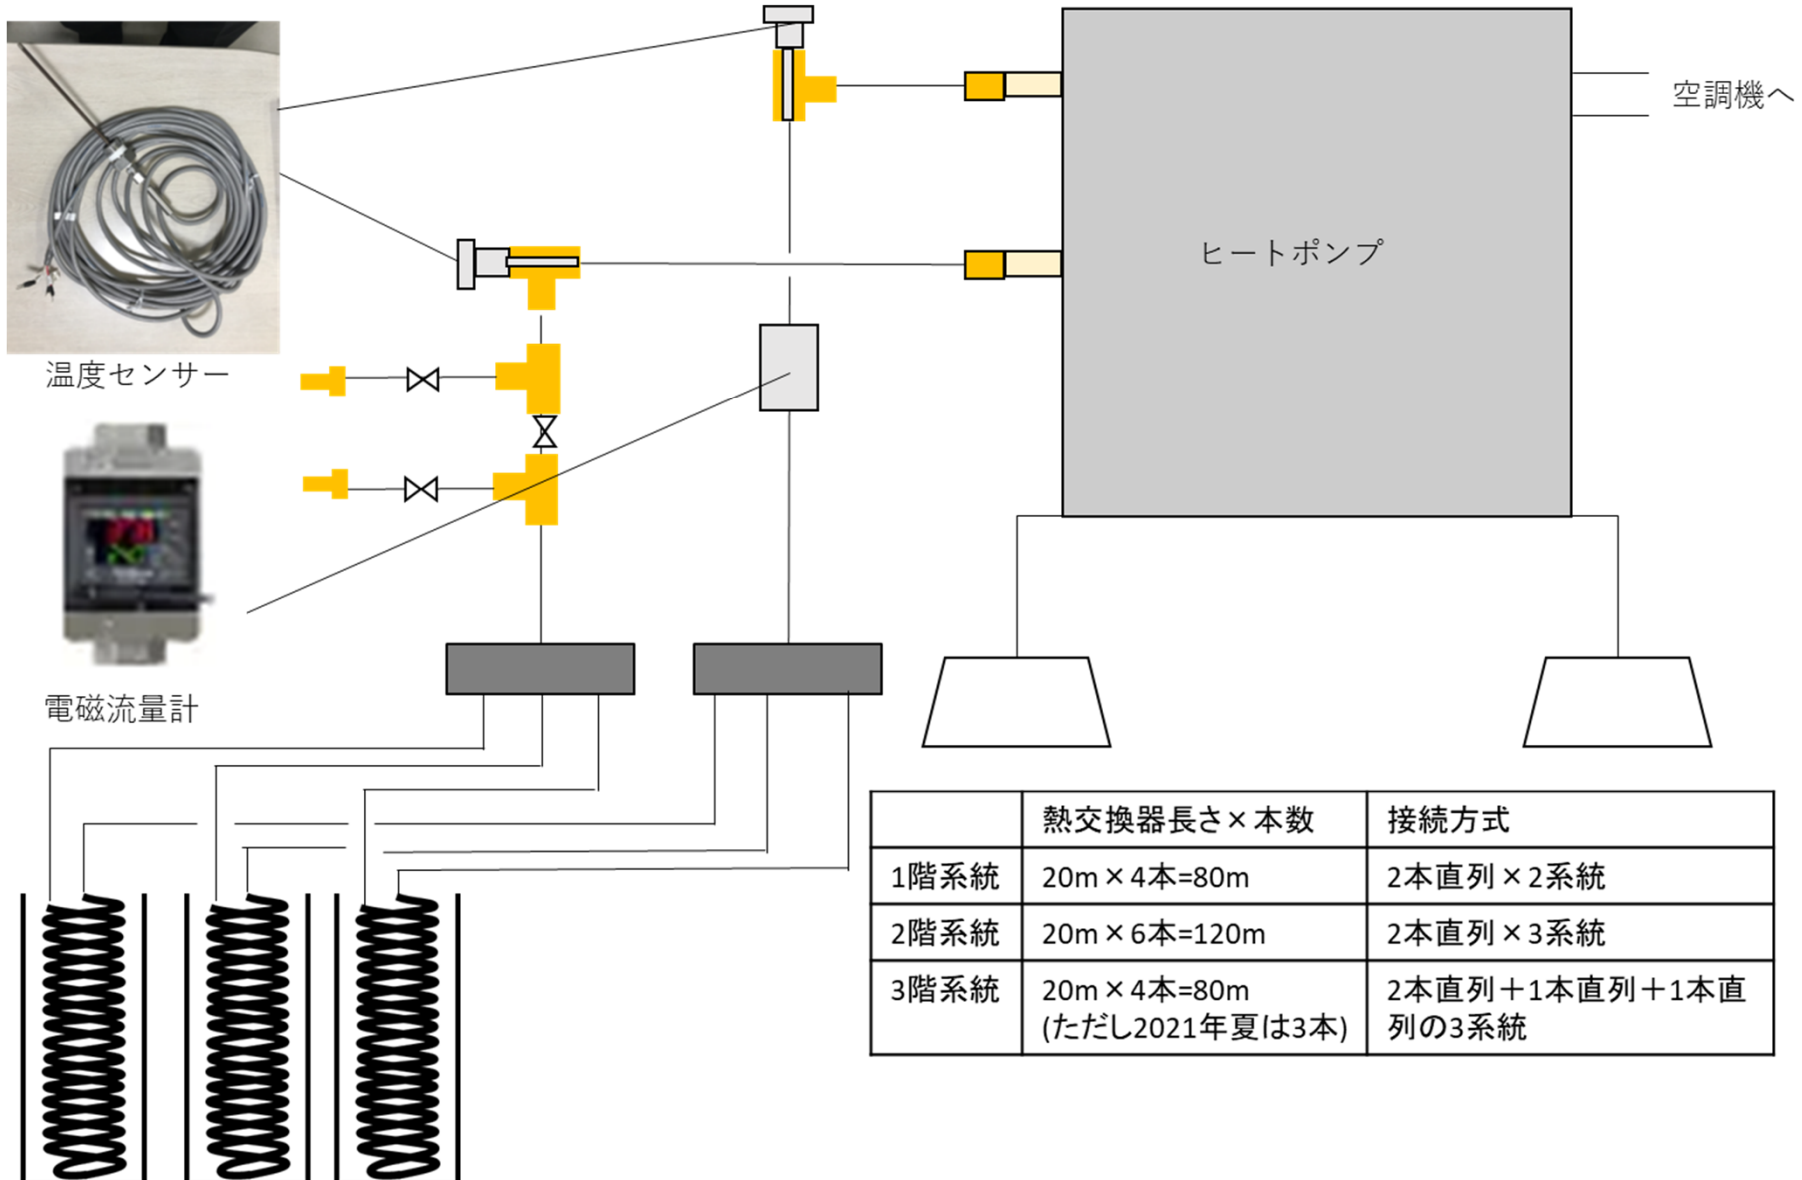 空調機へ
ヒートポンプ
温度センサー
電磁流量計
熱交換器長さ×本数
接続方式
1階系統
20m×4本=80m
2本直列×2系統
2階系統
20m×6本=120m
2本直列×3系統
3階系統
20m×4本=80m
(ただし2021年夏は3本)
2本直列＋1本直列＋1本直
列の3系統